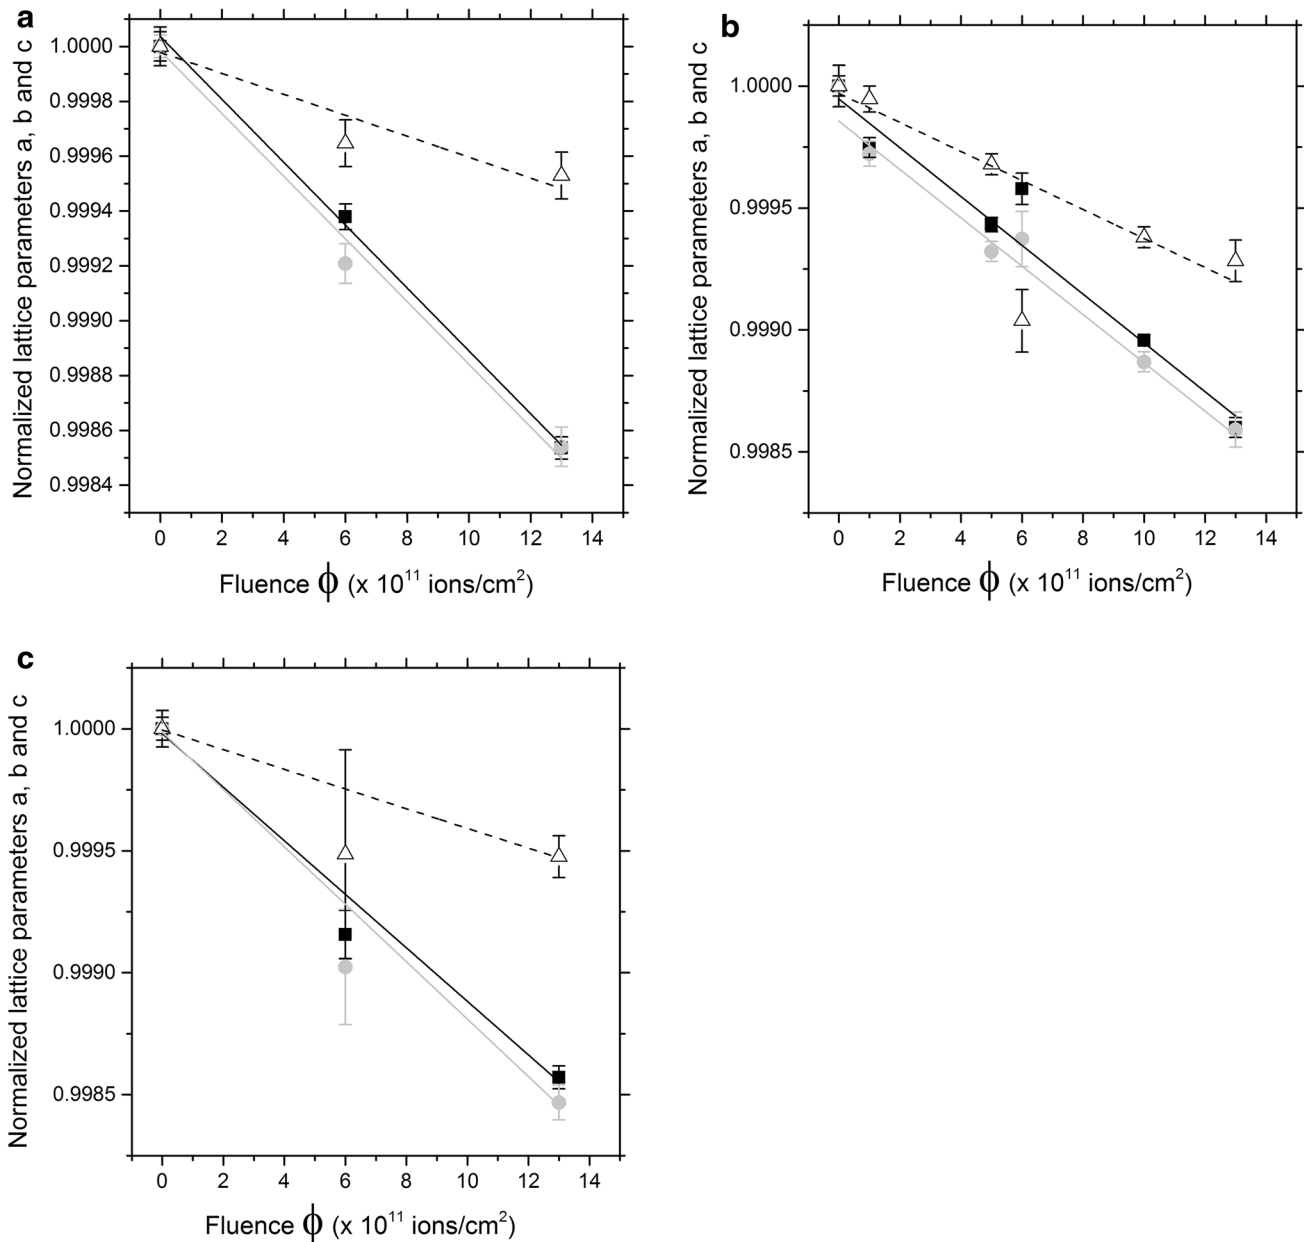 a
Normalized lattice parameters a, b and c
1.0000
0.9998
0.9996
0.9994
0.9992
0.9990
0.9988
0.9986
0.9984
0 2 4 6 8 10 12 14
Fluence ϕ (x 10¹¹ ions/cm²)
b
Normalized lattice parameters a, b and c
1.0000
0.9995
0.9990
0.9985
0 2 4 6 8 10 12 14
Fluence ϕ (x 10¹¹ ions/cm²)
c
Normalized lattice parameters a, b and c
1.0000
0.9995
0.9990
0.9985
0 2 4 6 8 10 12 14
Fluence ϕ (x 10¹¹ ions/cm²)